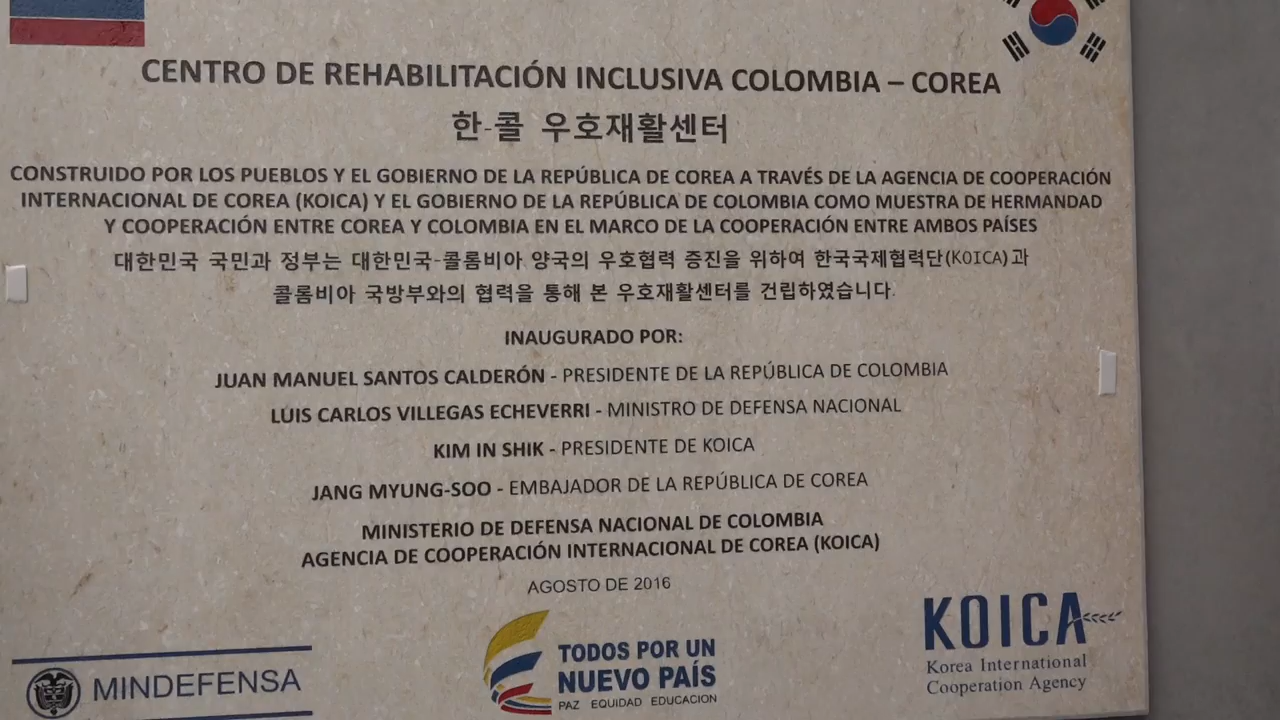 CENTRO DE REHABILITACIÓN INCLUSIVA COLOMBIA – COREA
한-콜 우호재활센터
CONSTRUIDO POR LOS PUEBLOS Y EL GOBIERNO DE LA REPÚBLICA DE COREA A TRAVÉS DE LA AGENCIA DE COOPERACIÓN
INTERNACIONAL DE COREA (KOICA) Y EL GOBIERNO DE LA REPÚBLICA DE COLOMBIA COMO MUESTRA DE HERMANDAD
Y COOPERACIÓN ENTRE COREA Y COLOMBIA EN EL MARCO DE LA COOPERACIÓN ENTRE AMBOS PAÍSES
대한민국 국민과 정부는 대한민국-콜롬비아 양국의 우호협력 증진을 위하여 한국국제협력단(KOICA)과
콜롬비아 국방부와의 협력을 통해 본 우호재활센터를 건립하였습니다.
INAUGURADO POR:
JUAN MANUEL SANTOS CALDERÓN - PRESIDENTE DE LA REPÚBLICA DE COLOMBIA
LUIS CARLOS VILLEGAS ECHEVERRI - MINISTRO DE DEFENSA NACIONAL
KIM IN SHIK - PRESIDENTE DE KOICA
JANG MYUNG-SOO - EMBAJADOR DE LA REPÚBLICA DE COREA
MINISTERIO DE DEFENSA NACIONAL DE COLOMBIA
AGENCIA DE COOPERACIÓN INTERNACIONAL DE COREA (KOICA)
AGOSTO DE 2016
MINDEFENSA
TODOS POR UN
NUEVO PAÍS
PAZ EQUIDAD EDUCACION
KOICA
Korea International
Cooperation Agency